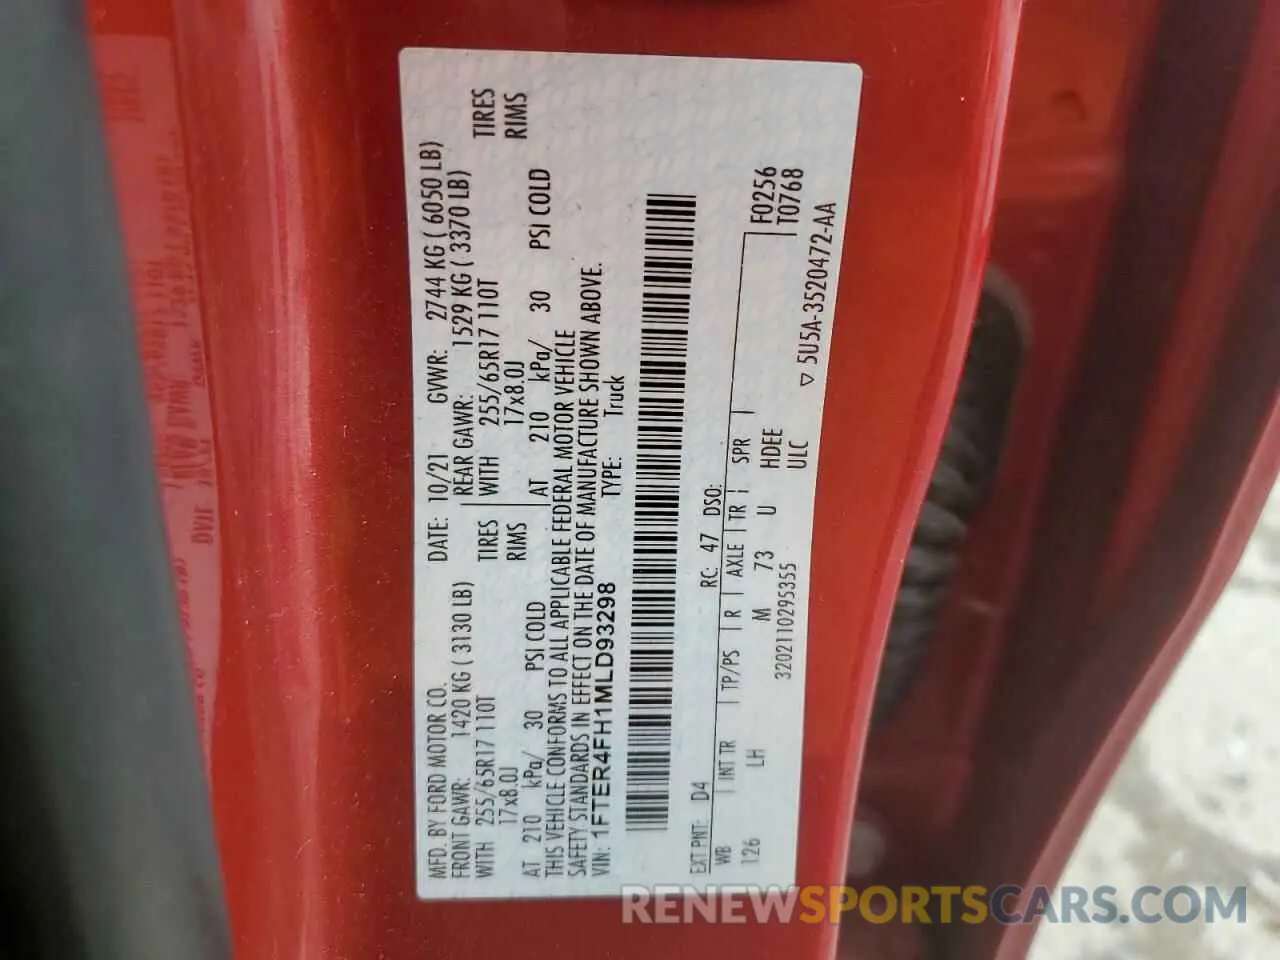 MFD. BY FORD MOTOR CO.
DATE: 10/21 GVWR: 2744 KG ( 6050 LB)
FRONT GAWR: 1420 KG ( 3130 LB)
REAR GAWR: 1529 KG ( 3370 LB)
WITH 255/65R17 110T TIRES
WITH 255/65R17 110T TIRES
17x8.0J RIMS
17x8.0J RIMS
AT 210 kPa/ 30 PSI COLD
AT 210 kPa/ 30 PSI COLD
THIS VEHICLE CONFORMS TO ALL APPLICABLE FEDERAL MOTOR VEHICLE
SAFETY STANDARDS IN EFFECT ON THE DATE OF MANUFACTURE SHOWN ABOVE.
VIN: 1FTER4FH1MLD93298 TYPE: Truck
EXT PNT: D4 RC: 47 DSO: F0256
WB INT TR TP/PS R AXLE TR SPR T0768
126 LH M 73 U HDEE
3202110295355 ULC
▽ 5U5A-3520472-AA
RENEWSPORTSCARS.COM